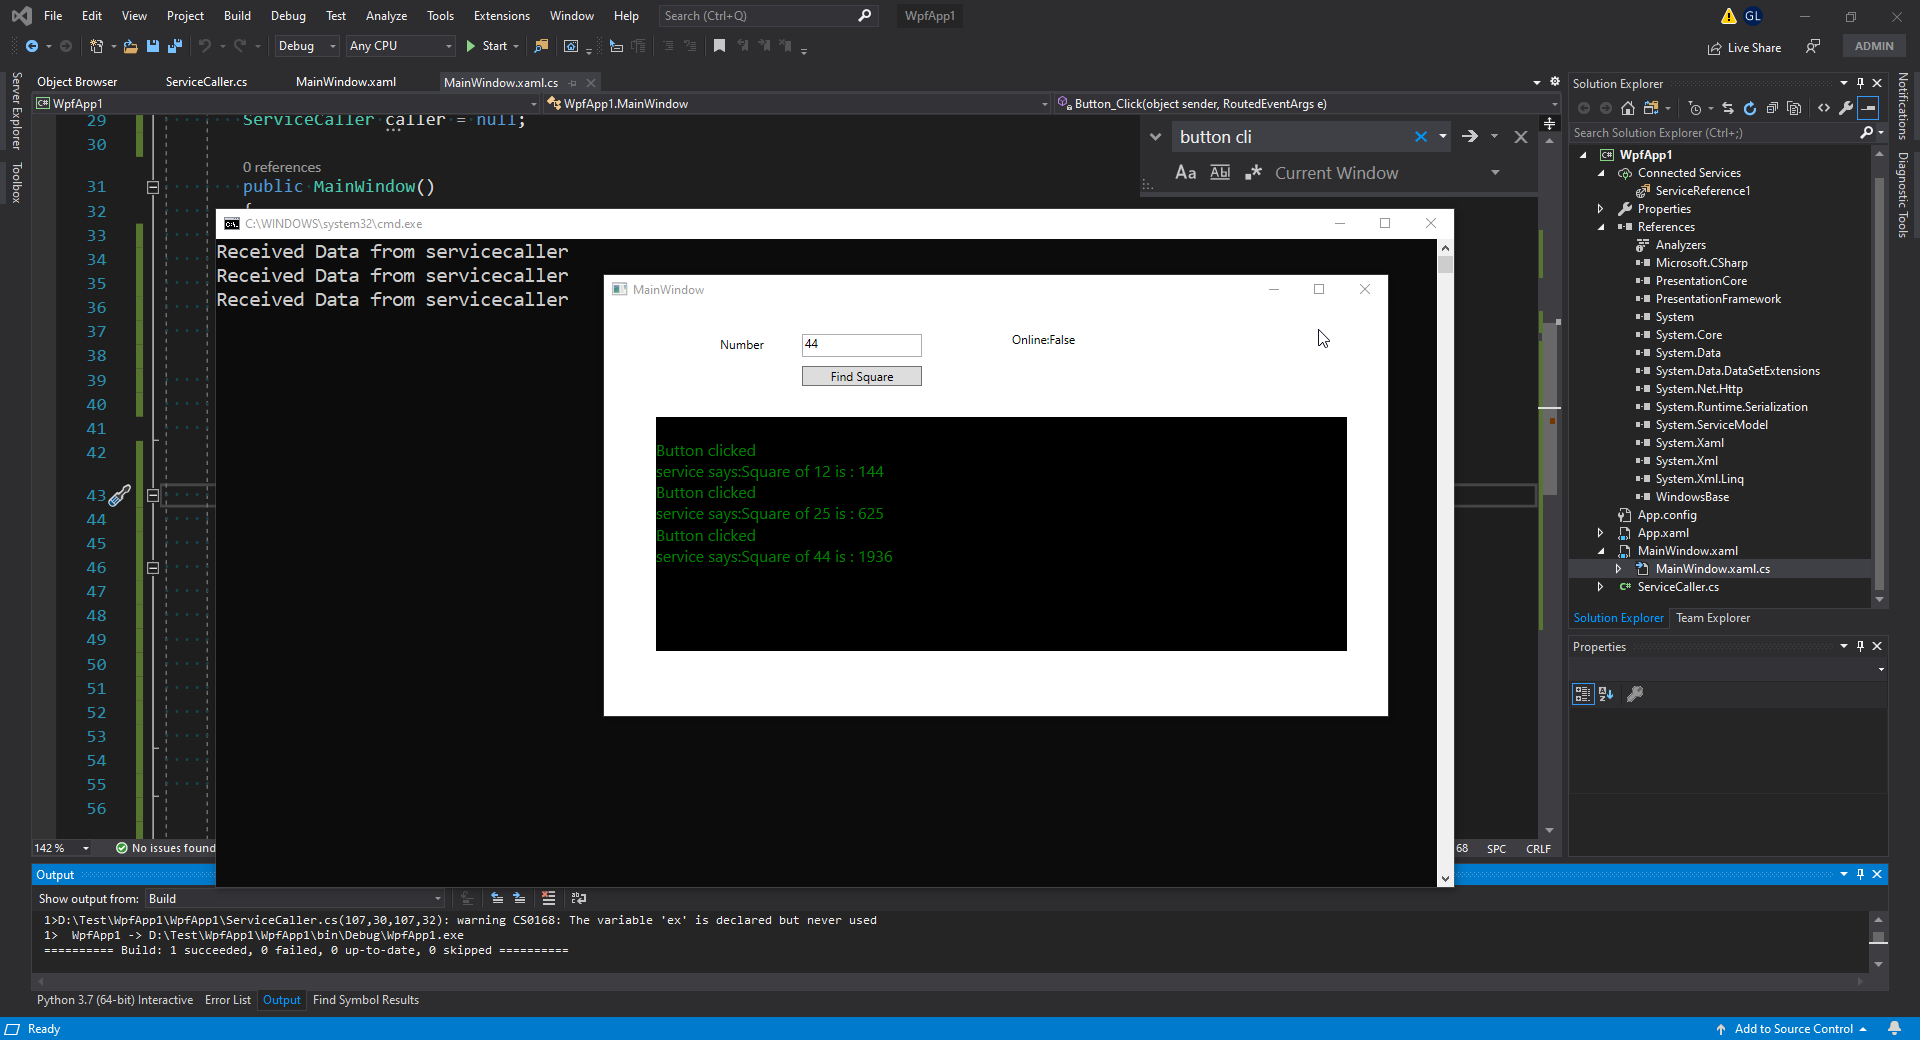 File Edit View Project Build Debug Test Analyze Tools Extensions Window Help Search (Ctrl+Q) WpfApp1 GL
Debug Any CPU Start Live Share ADMIN
Server Explorer
Toolbox
Object Browser ServiceCaller.cs MainWindow.xaml MainWindow.xaml.cs
WpfApp1 WpfApp1.MainWindow Button_Click(object sender, RoutedEventArgs e)
29 ServiceCaller caller = null;
30
0 references
31 public MainWindow()
32
33
34
35
36
37
38
39
40
41
42
43
44
45
46
47
48
49
50
51
52
53
54
55
56
button cli
Aa Abl Current Window
C:\WINDOWS\system32\cmd.exe
Received Data from servicecaller
Received Data from servicecaller
Received Data from servicecaller
MainWindow
Number 44 Online:False
Find Square
Button clicked
service says:Square of 12 is : 144
Button clicked
service says:Square of 25 is : 625
Button clicked
service says:Square of 44 is : 1936
142 % No issues found 68 SPC CRLF
Output
Show output from: Build
1>D:\Test\WpfApp1\WpfApp1\ServiceCaller.cs(107,30,107,32): warning CS0168: The variable 'ex' is declared but never used
1> WpfApp1 -> D:\Test\WpfApp1\WpfApp1\bin\Debug\WpfApp1.exe
========== Build: 1 succeeded, 0 failed, 0 up-to-date, 0 skipped ==========
Python 3.7 (64-bit) Interactive Error List Output Find Symbol Results
Solution Explorer
Search Solution Explorer (Ctrl+;)
WpfApp1
Connected Services
ServiceReference1
Properties
References
Analyzers
Microsoft.CSharp
PresentationCore
PresentationFramework
System
System.Core
System.Data
System.Data.DataSetExtensions
System.Net.Http
System.Runtime.Serialization
System.ServiceModel
System.Xaml
System.Xml
System.Xml.Linq
WindowsBase
App.config
App.xaml
MainWindow.xaml
MainWindow.xaml.cs
ServiceCaller.cs
Solution Explorer Team Explorer
Properties
Notifications
Diagnostic Tools
Ready Add to Source Control